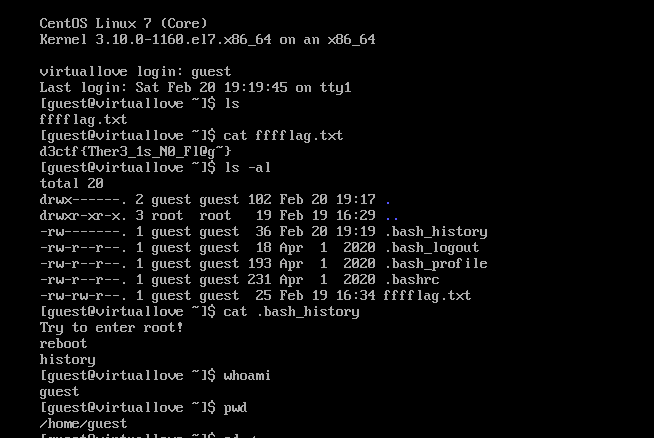 CentOS Linux 7 (Core)
Kernel 3.10.0-1160.el7.x86_64 on an x86_64
virtuallove login: guest
Last login: Sat Feb 20 19:19:45 on tty1
[guest@virtuallove ~]$ ls
fffflag.txt
[guest@virtuallove ~]$ cat fffflag.txt
d3ctf{Ther3_1s_N0_Fl@g~}
[guest@virtuallove ~]$ ls -al
total 20
drwx------. 2 guest guest 102 Feb 20 19:17 .
drwxr-xr-x. 3 root  root   19 Feb 19 16:29 ..
-rw-------. 1 guest guest  36 Feb 20 19:19 .bash_history
-rw-r--r--. 1 guest guest  18 Apr  1  2020 .bash_logout
-rw-r--r--. 1 guest guest 193 Apr  1  2020 .bash_profile
-rw-r--r--. 1 guest guest 231 Apr  1  2020 .bashrc
-rw-rw-r--. 1 guest guest  25 Feb 19 16:34 fffflag.txt
[guest@virtuallove ~]$ cat .bash_history
Try to enter root!
reboot
history
[guest@virtuallove ~]$ whoami
guest
[guest@virtuallove ~]$ pwd
/home/guest